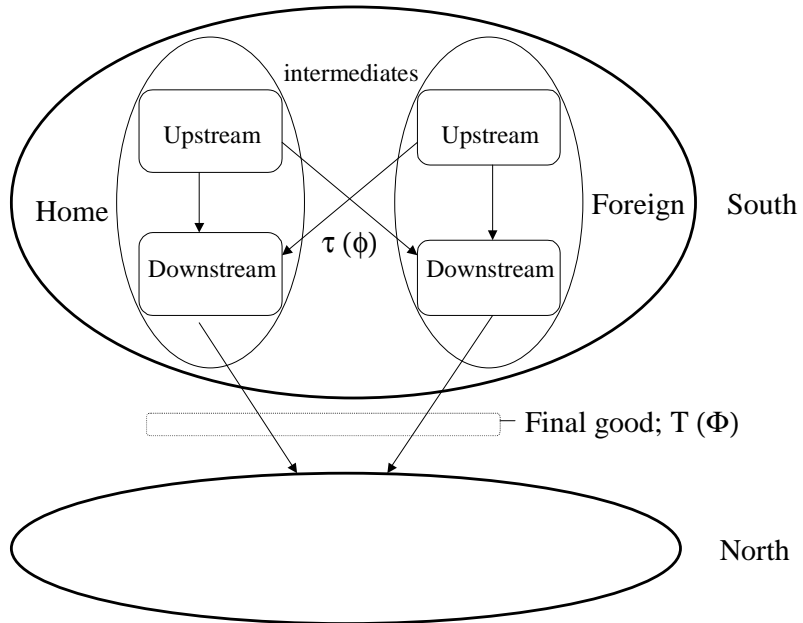 intermediates
Upstream
Upstream
Home
Foreign
South
τ (ϕ)
Downstream
Downstream
Final good; T (Φ)
North